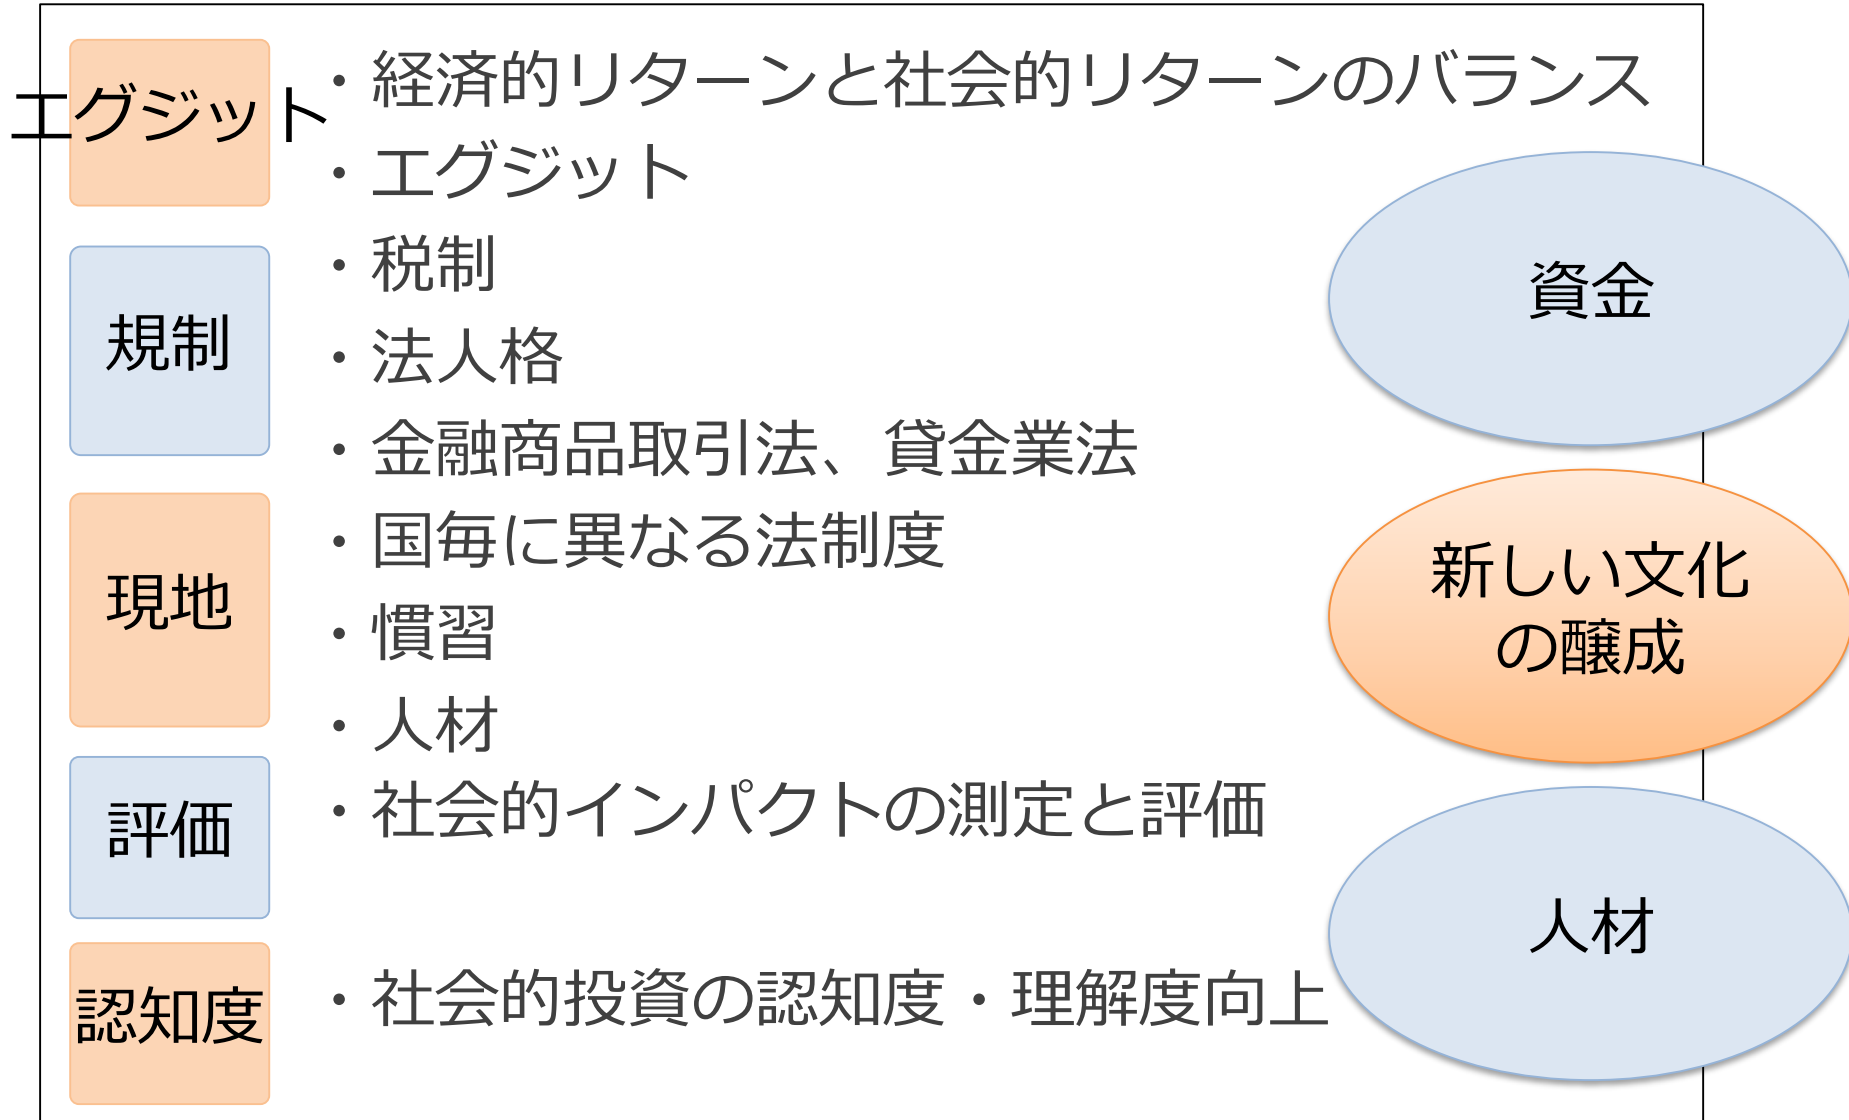 エグジット
・経済的リターンと社会的リターンのバランス
・エグジット
規制
・税制
・法人格
・金融商品取引法、貸金業法
現地
・国毎に異なる法制度
・慣習
・人材
評価
・社会的インパクトの測定と評価
認知度
・社会的投資の認知度・理解度向上
資金
新しい文化
の醸成
人材